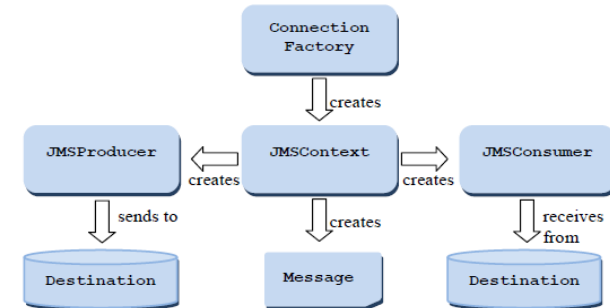 Connection
Factory
creates
JMSProducer
JMSContext
JMSConsumer
creates
creates
sends to
creates
receives
from
Destination
Message
Destination